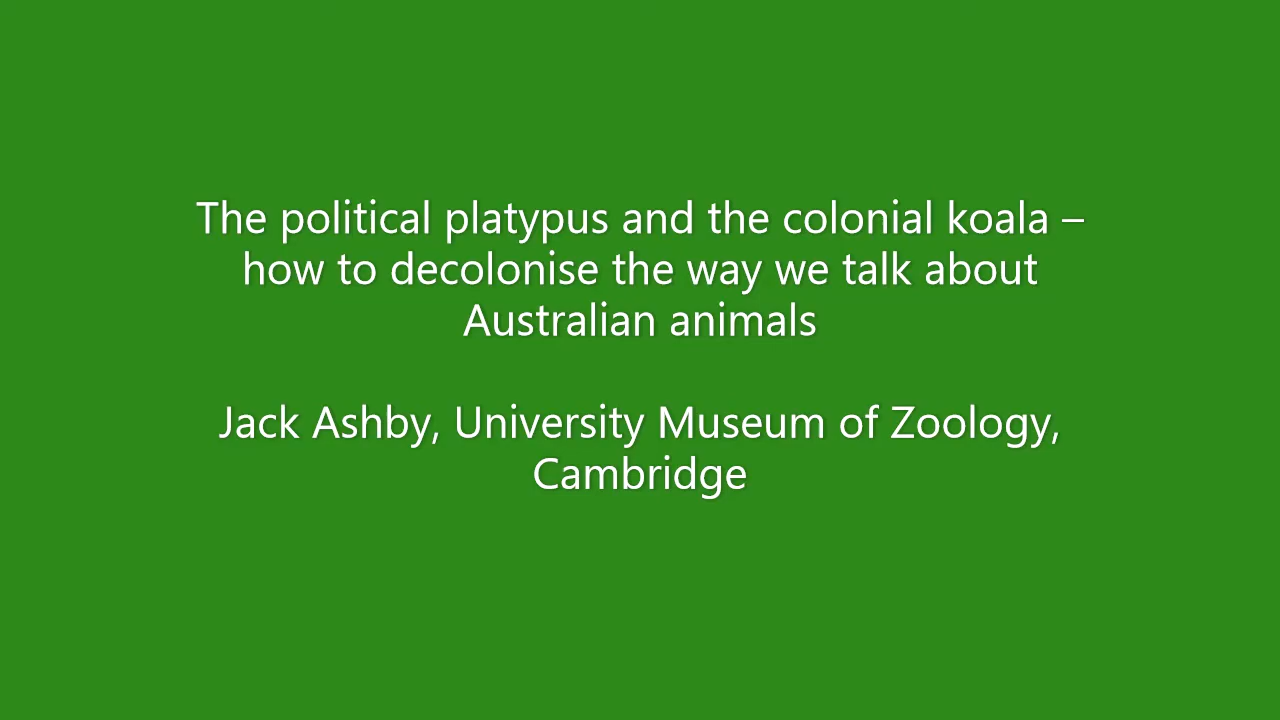 The political platypus and the colonial koala –
how to decolonise the way we talk about
Australian animals
Jack Ashby, University Museum of Zoology,
Cambridge